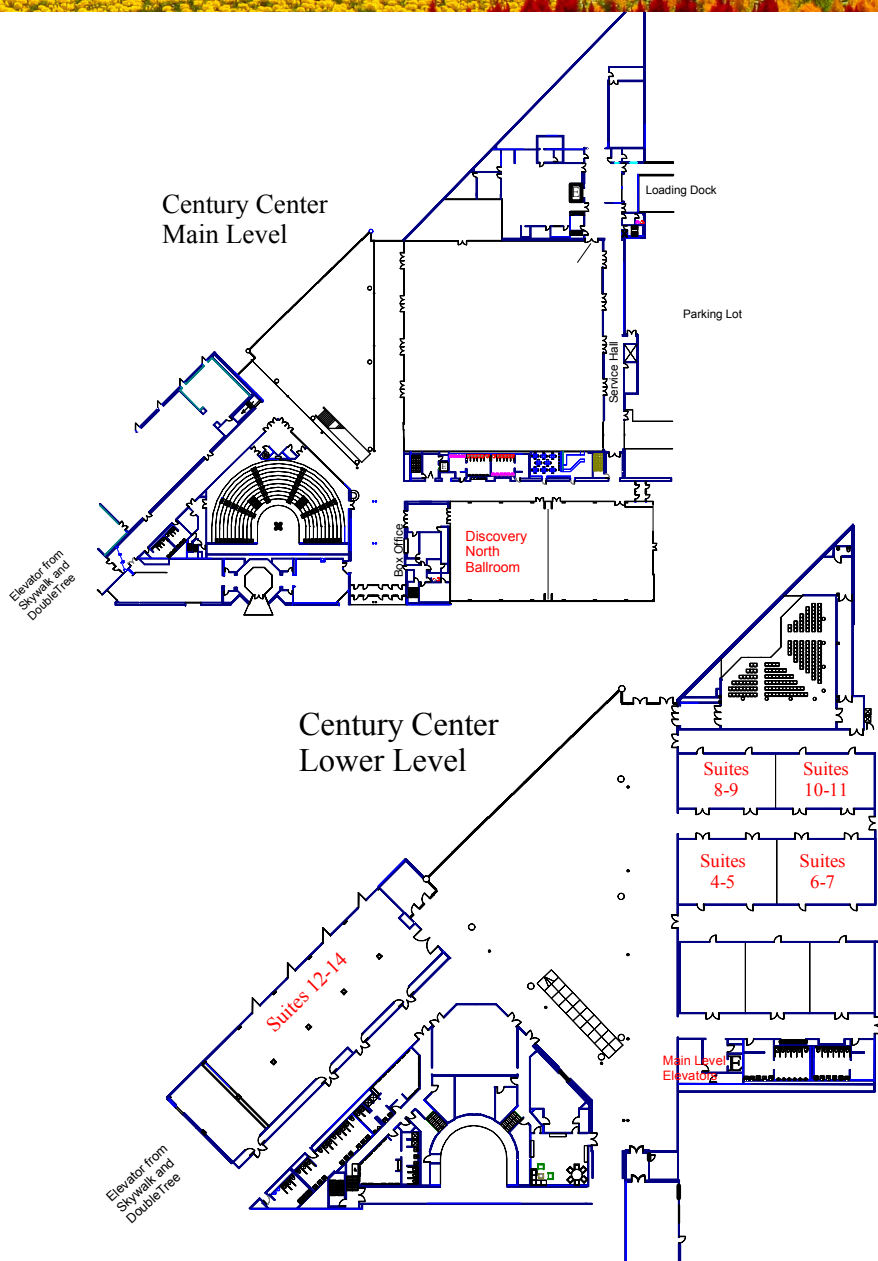 Century Center
Main Level
Loading Dock
Parking Lot
Service Hall
Box Office
Discovery
North
Ballroom
Elevator from
Skywalk and
DoubleTree
Century Center
Lower Level
Suites
8-9
Suites
10-11
Suites
4-5
Suites
6-7
Suites 12-14
Main Level
Elevators
Elevator from
Skywalk and
DoubleTree